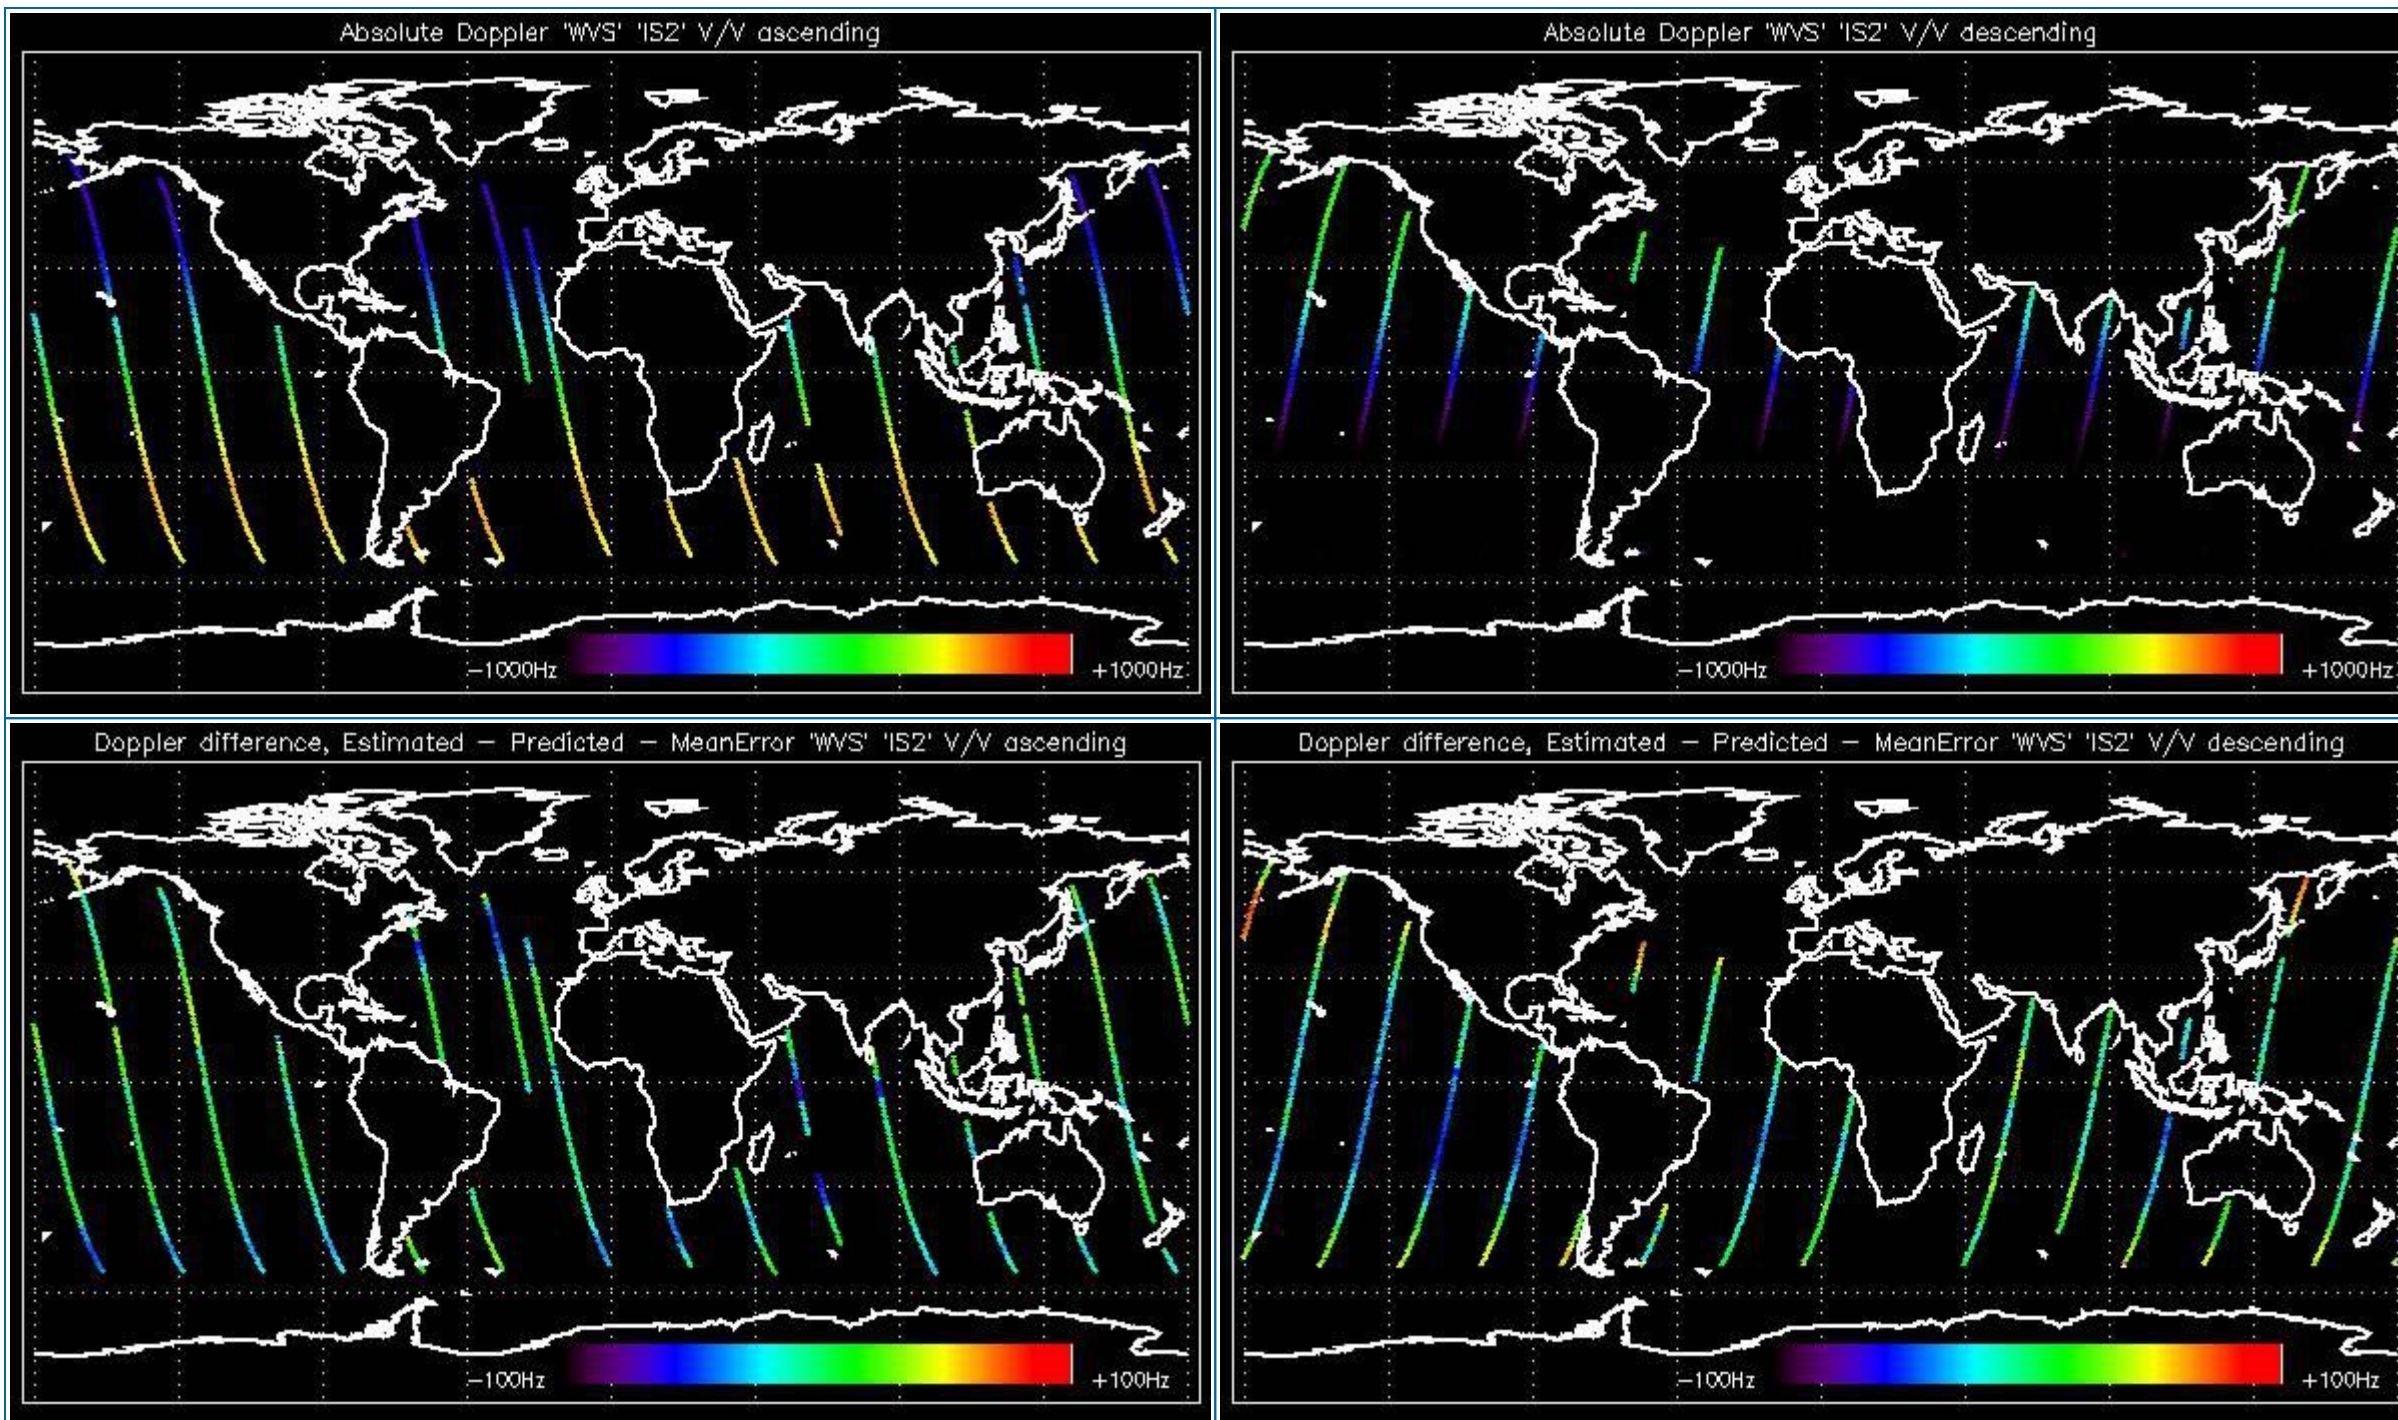 Absolute Doppler 'WVS' 'IS2' V/V ascending
-1000Hz
+1000Hz
Absolute Doppler 'WVS' 'IS2' V/V descending
-1000Hz
+1000Hz
Doppler difference, Estimated - Predicted - MeanError 'WVS' 'IS2' V/V ascending
-100Hz
+100Hz
Doppler difference, Estimated - Predicted - MeanError 'WVS' 'IS2' V/V descending
-100Hz
+100Hz